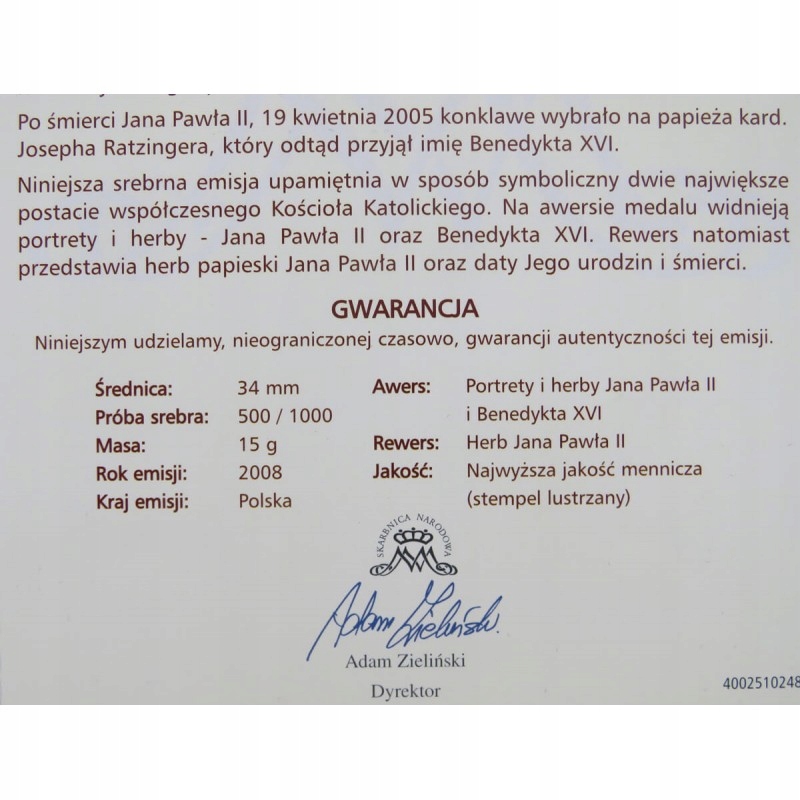 Po śmierci Jana Pawła II, 19 kwietnia 2005 konklawe wybrało na papieża kard.
Josepha Ratzingera, który odtąd przyjął imię Benedykta XVI.
Niniejsza srebrna emisja upamiętnia w sposób symboliczny dwie największe
postacie współczesnego Kościoła Katolickiego. Na awersie medalu widnieją
portrety i herby - Jana Pawła II oraz Benedykta XVI. Rewers natomiast
przedstawia herb papieski Jana Pawła II oraz daty Jego urodzin i śmierci.
GWARANCJA
Niniejszym udzielamy, nieograniczonej czasowo, gwarancji autentyczności tej emisji.
Średnica: 34 mm
Próba srebra: 500 / 1000
Masa: 15 g
Rok emisji: 2008
Kraj emisji: Polska
Awers: Portrety i herby Jana Pawła II
i Benedykta XVI
Rewers: Herb Jana Pawła II
Jakość: Najwyższa jakość mennicza
(stempel lustrzany)
SKARBNICA NARODOWA
Adam Zieliński
Adam Zieliński
Dyrektor
4002510248